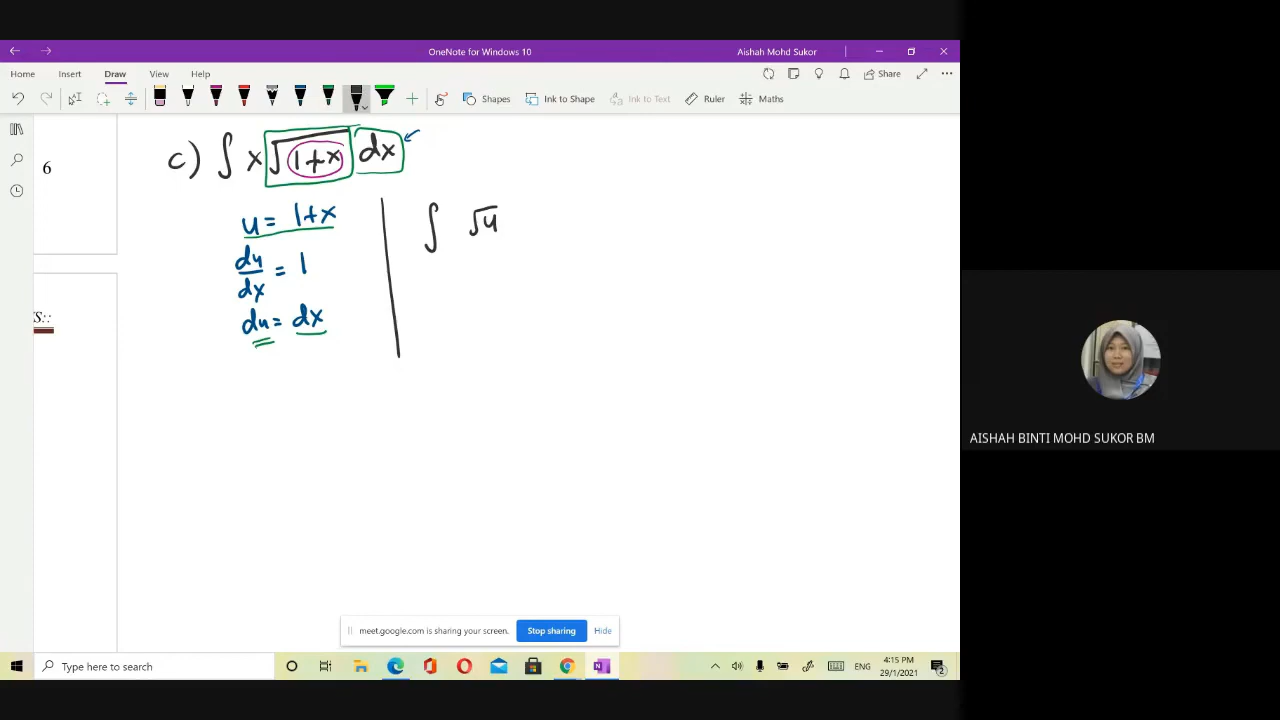 OneNote for Windows 10
Aishah Mohd Sukor
Home Insert Draw View Help
Share
Shapes Ink to Shape Ink to Text Ruler Maths
6
c) ∫ x √(1+x) dx
u = 1+x
∫ √u
du/dx = 1
du = dx
S::
AISHAH BINTI MOHD SUKOR BM
meet.google.com is sharing your screen. Stop sharing Hide
Type here to search
ENG
4:15 PM
29/1/2021
2